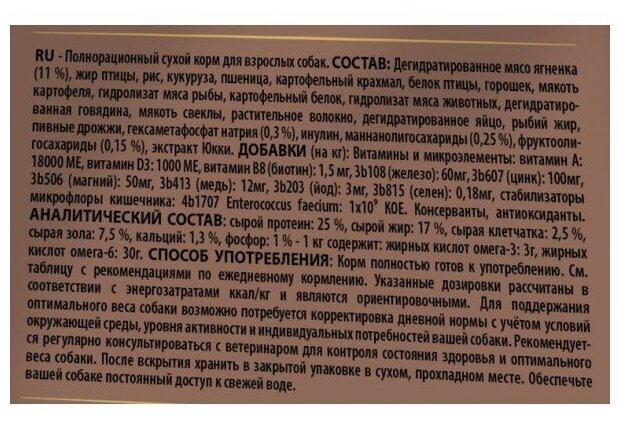 RU - Полнорационный сухой корм для взрослых собак. СОСТАВ: Дегидратированное мясо ягненка
(11 %), жир птицы, рис, кукуруза, пшеница, картофельный крахмал, белок птицы, горошек, мякоть
картофеля, гидролизат мяса рыбы, картофельный белок, гидролизат мяса животных, дегидратиро-
ванная говядина, мякоть свеклы, растительное волокно, дегидратированное яйцо, рыбий жир,
пивные дрожжи, гексаметафосфат натрия (0,3 %), инулин, маннанолигосахариды (0,25 %), фруктооли-
госахариды (0,15 %), экстракт Юкки. ДОБАВКИ (на кг): Витамины и микроэлементы: витамин А:
18000 МЕ, витамин D3: 1000 МЕ, витамин В8 (биотин): 1,5 мг, 3b108 (железо): 60мг, 3b607 (цинк): 100мг,
3b506 (магний): 50мг, 3b413 (медь): 12мг, 3b203 (йод): 3мг, 3b815 (селен): 0,18мг, стабилизаторы
микрофлоры кишечника: 4b1707 Enterococcus faecium: 1x10⁹ КОЕ. Консерванты, антиоксиданты.
АНАЛИТИЧЕСКИЙ СОСТАВ: сырой протеин: 25 %, сырой жир: 17 %, сырая клетчатка: 2,5 %,
сырая зола: 7,5 %, кальций: 1,3 %, фосфор: 1 % - 1 кг содержит: жирных кислот омега-3: 3г, жирных
кислот омега-6: 30г. СПОСОБ УПОТРЕБЛЕНИЯ: Корм полностью готов к употреблению. См.
таблицу с рекомендациями по ежедневному кормлению. Указанные дозировки рассчитаны в
соответствии с энергозатратами ккал/кг и являются ориентировочными. Для поддержания
оптимального веса собаки возможно потребуется корректировка дневной нормы с учётом условий
окружающей среды, уровня активности и индивидуальных потребностей вашей собаки. Рекомендует-
ся регулярно консультироваться с ветеринаром для контроля состояния здоровья и оптимального
веса собаки. После вскрытия хранить в закрытой упаковке в сухом, прохладном месте. Обеспечьте
вашей собаке постоянный доступ к свежей воде.